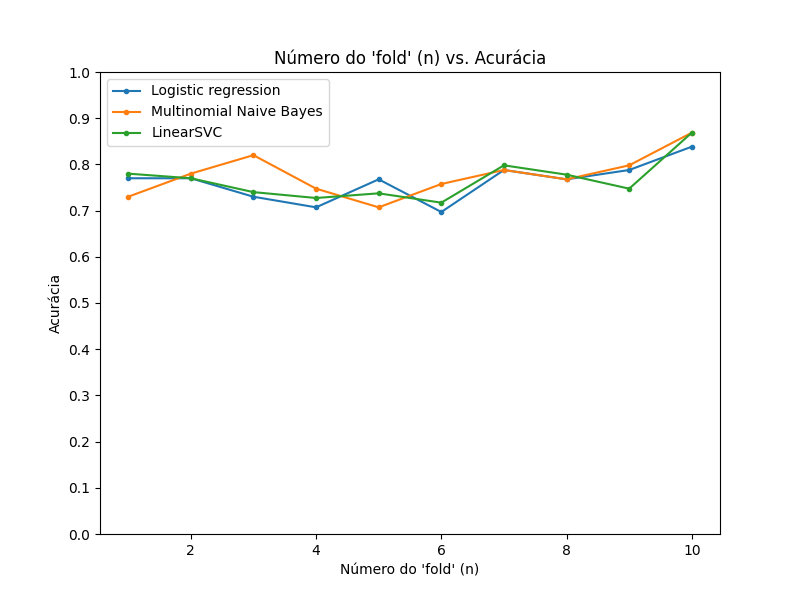 Número do 'fold' (n) vs. Acurácia
Logistic regression
Multinomial Naive Bayes
LinearSVC
1.0
0.9
0.8
0.7
0.6
0.5
0.4
0.3
0.2
0.1
0.0
Acurácia
2 4 6 8 10
Número do 'fold' (n)